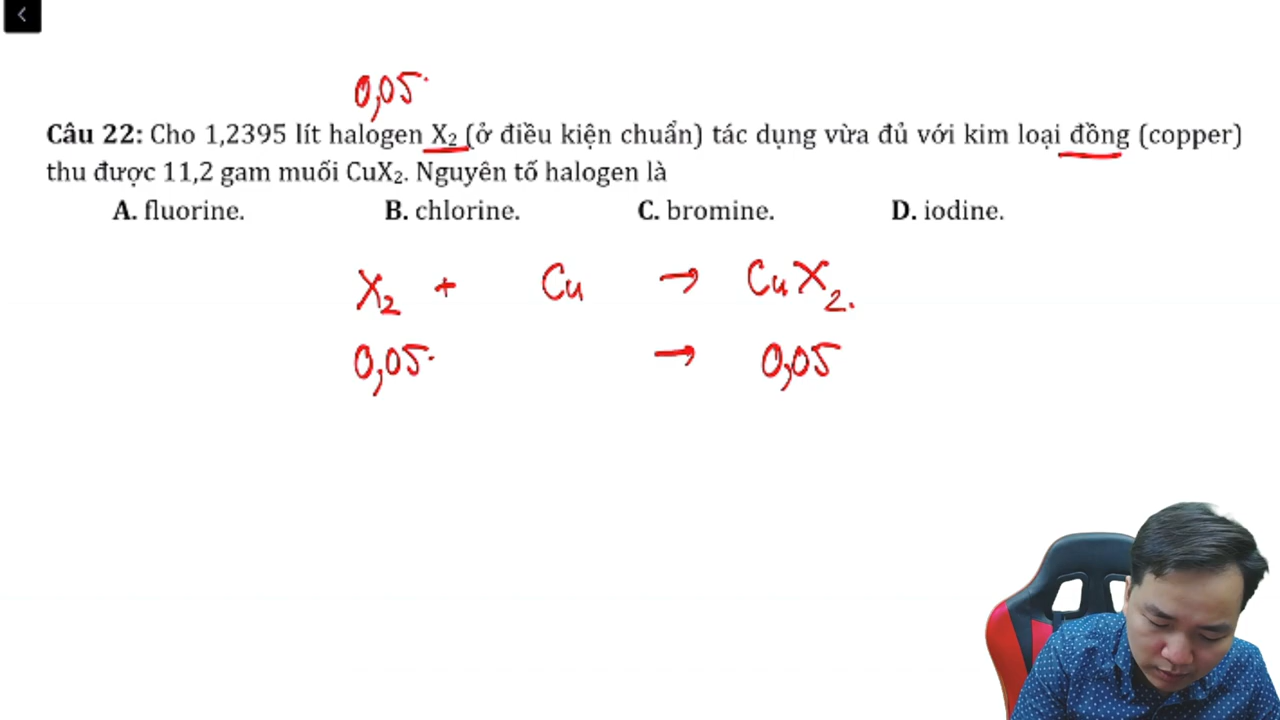 0,05
Câu 22: Cho 1,2395 lít halogen X₂ (ở điều kiện chuẩn) tác dụng vừa đủ với kim loại đồng (copper)
thu được 11,2 gam muối CuX₂. Nguyên tố halogen là
A. fluorine. B. chlorine. C. bromine. D. iodine.
X₂ + Cu → CuX₂.
0,05 → 0,05